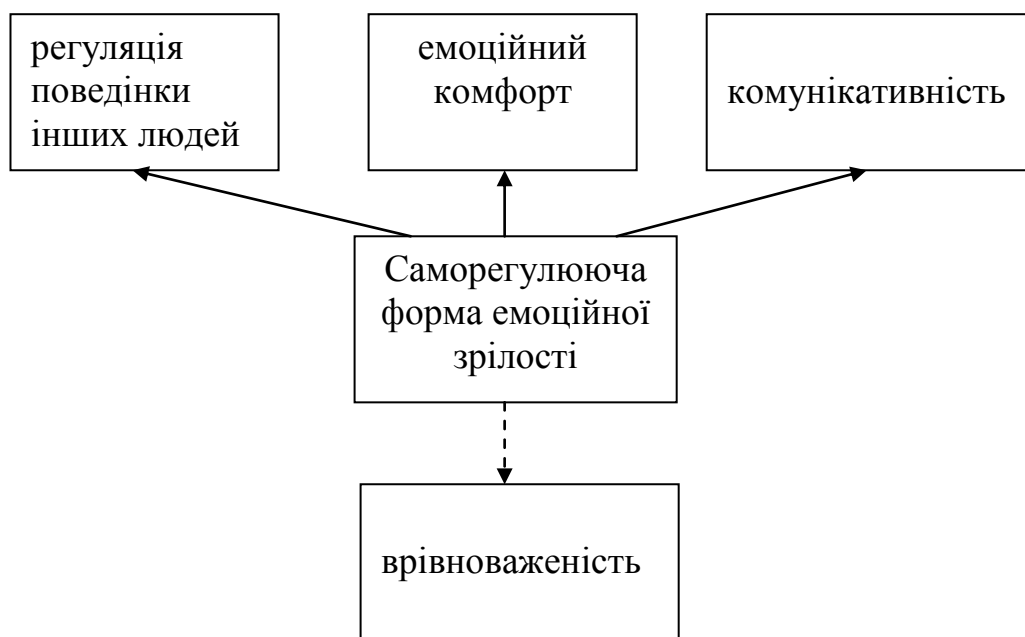 регуляція
поведінки
інших людей
емоційний
комфорт
комунікативність
Саморегулююча
форма емоційної
зрілості
врівноваженість